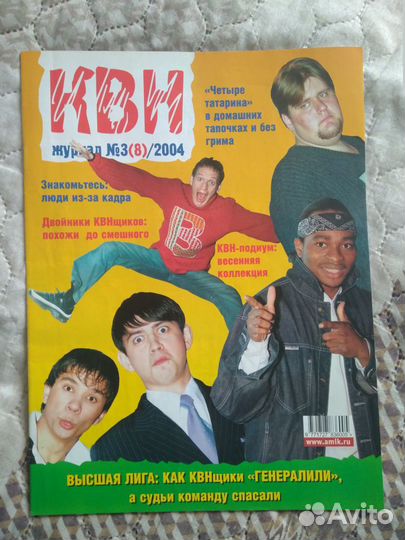 КВН
журнал №3(8)/2004
«Четыре
татарина»
в домашних
тапочках и без
грима
Знакомьтесь:
люди из-за кадра
Двойники КВНщиков:
похожи до смешного
КВН-подиум:
весенняя
коллекция
В
www.amik.ru
ВЫСШАЯ ЛИГА: КАК КВНщики «ГЕНЕРАЛИЛИ»,
а судьи команду спасали
Avito